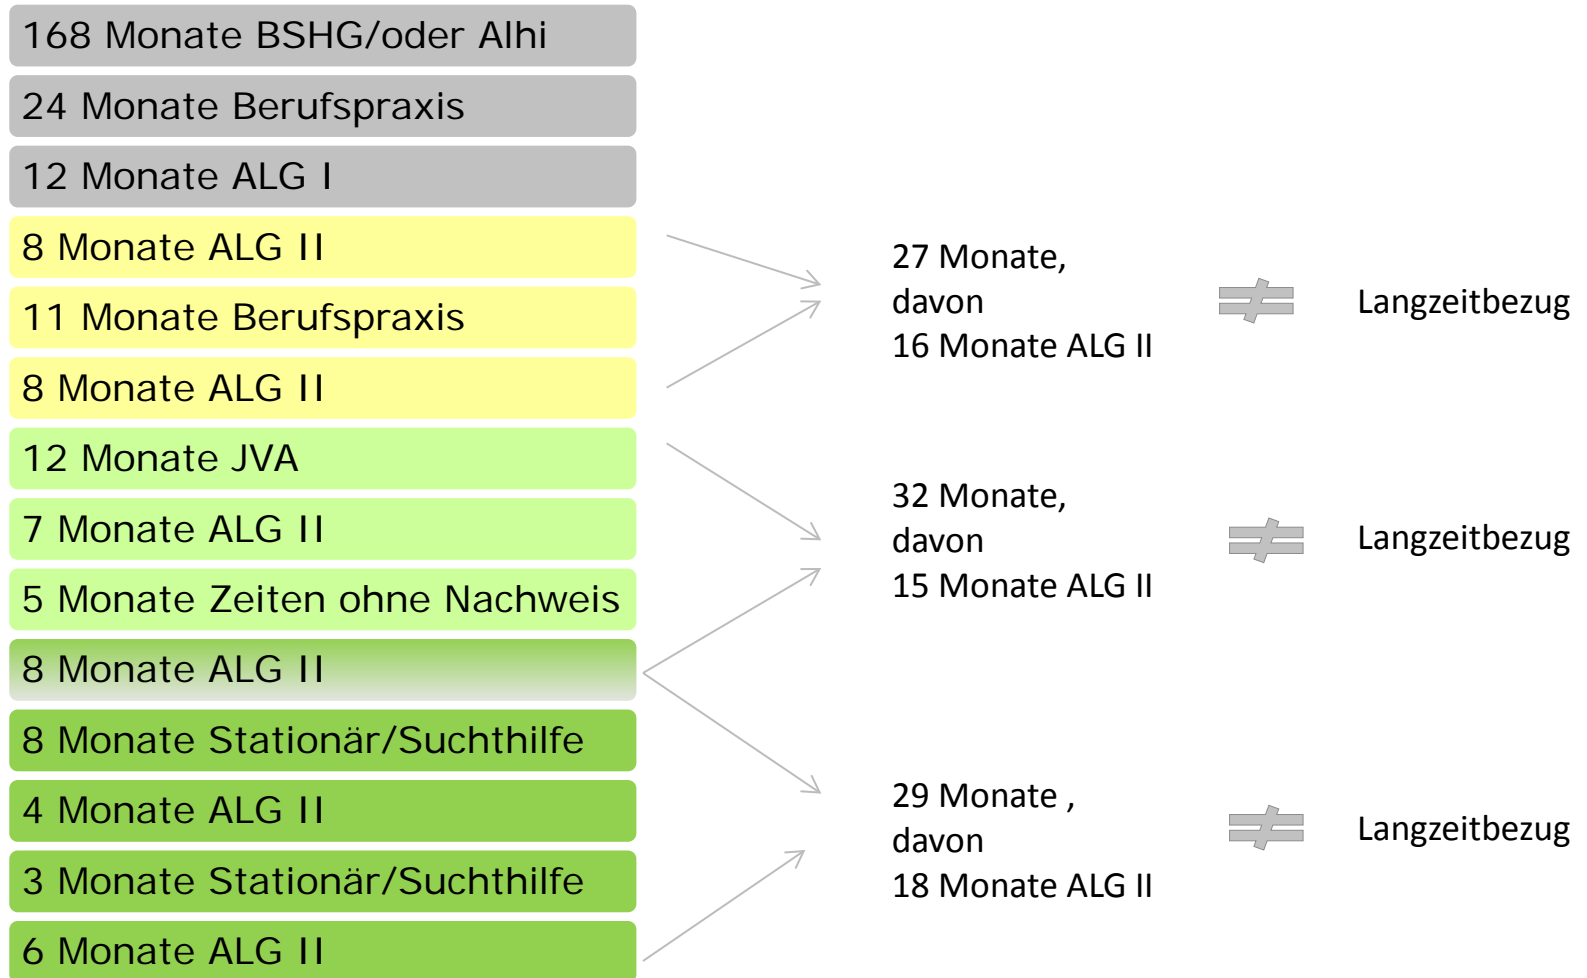 168 Monate BSHG/oder Alhi
24 Monate Berufspraxis
12 Monate ALG I
8 Monate ALG II
11 Monate Berufspraxis
8 Monate ALG II
12 Monate JVA
7 Monate ALG II
5 Monate Zeiten ohne Nachweis
8 Monate ALG II
8 Monate Stationär/Suchthilfe
4 Monate ALG II
3 Monate Stationär/Suchthilfe
6 Monate ALG II
27 Monate,
davon
16 Monate ALG II
Langzeitbezug
32 Monate,
davon
15 Monate ALG II
Langzeitbezug
29 Monate ,
davon
18 Monate ALG II
Langzeitbezug